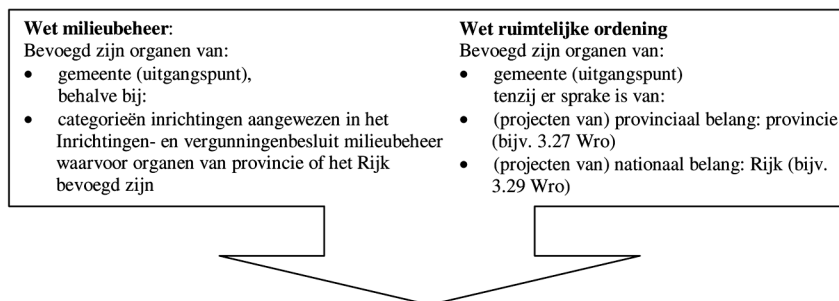 Wet milieubeheer:
Bevoegd zijn organen van:
• gemeente (uitgangspunt),
behalve bij:
• categorieën inrichtingen aangewezen in het
Inrichtingen- en vergunningenbesluit milieubeheer
waarvoor organen van provincie of het Rijk
bevoegd zijn
Wet ruimtelijke ordening
Bevoegd zijn organen van:
• gemeente (uitgangspunt)
tenzij er sprake is van:
• (projecten van) provinciaal belang: provincie
(bijv. 3.27 Wro)
• (projecten van) nationaal belang: Rijk (bijv.
3.29 Wro)